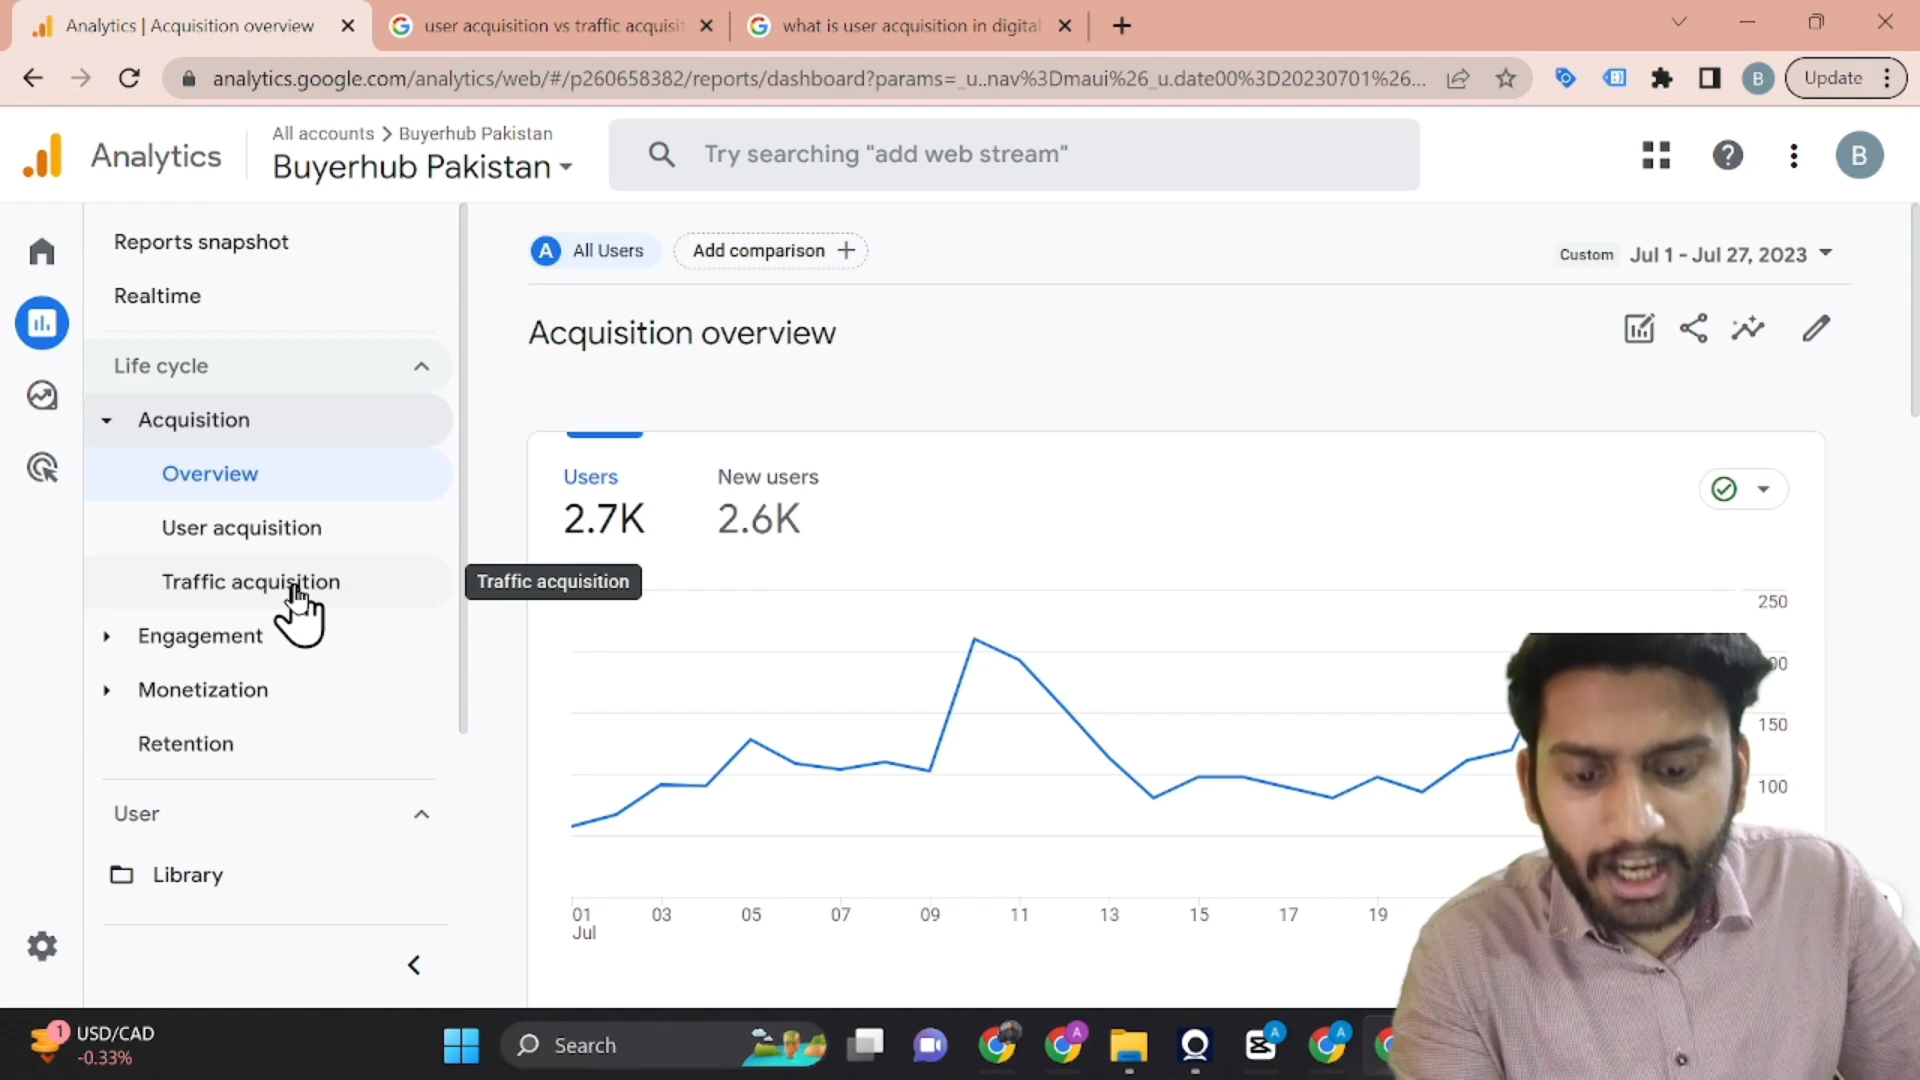 Analytics | Acquisition overview
user acquisition vs traffic acquisit
what is user acquisition in digital
analytics.google.com/analytics/web/#/p260658382/reports/dashboard?params=_u..nav%3Dmaui%26_u.date00%3D20230701%26...
B
Update
Analytics
All accounts > Buyerhub Pakistan
Buyerhub Pakistan
Try searching "add web stream"
B
Reports snapshot
Realtime
Life cycle
Acquisition
Overview
User acquisition
Traffic acquisition
Engagement
Monetization
Retention
User
Library
Traffic acquisition
A All Users
Add comparison +
Custom Jul 1 - Jul 27, 2023
Acquisition overview
Users
2.7K
New users
2.6K
250
00
150
100
01 03 05 07 09 11 13 15 17 19
Jul
1
USD/CAD
-0.33%
Search
A
A
A